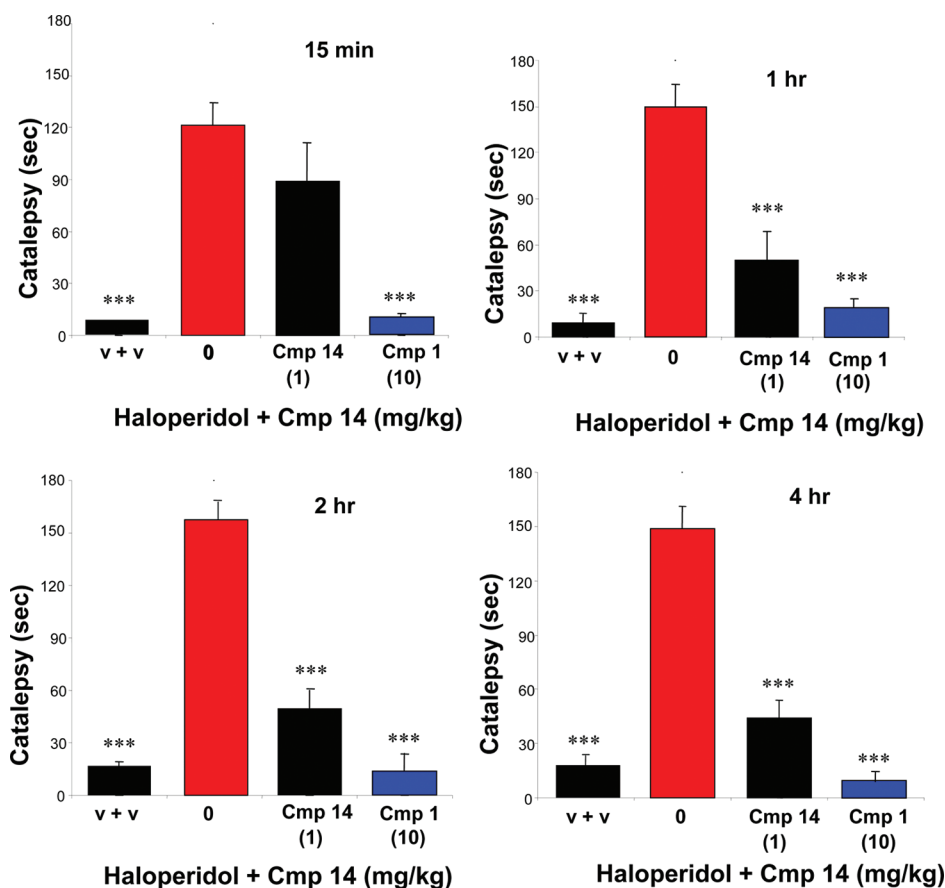 15 min
Catalepsy (sec)
180
150
120
90
60
30
0
*** ***
v + v 0 Cmp 14 Cmp 1
(1) (10)
Haloperidol + Cmp 14 (mg/kg)
1 hr
Catalepsy (sec)
180
150
120
90
60
30
0
*** *** ***
v + v 0 Cmp 14 Cmp 1
(1) (10)
Haloperidol + Cmp 14 (mg/kg)
2 hr
Catalepsy (sec)
180
150
120
90
60
30
0
*** *** ***
v + v 0 Cmp 14 Cmp 1
(1) (10)
Haloperidol + Cmp 14 (mg/kg)
4 hr
Catalepsy (sec)
180
150
120
90
60
30
0
*** *** ***
v + v 0 Cmp 14 Cmp 1
(1) (10)
Haloperidol + Cmp 14 (mg/kg)